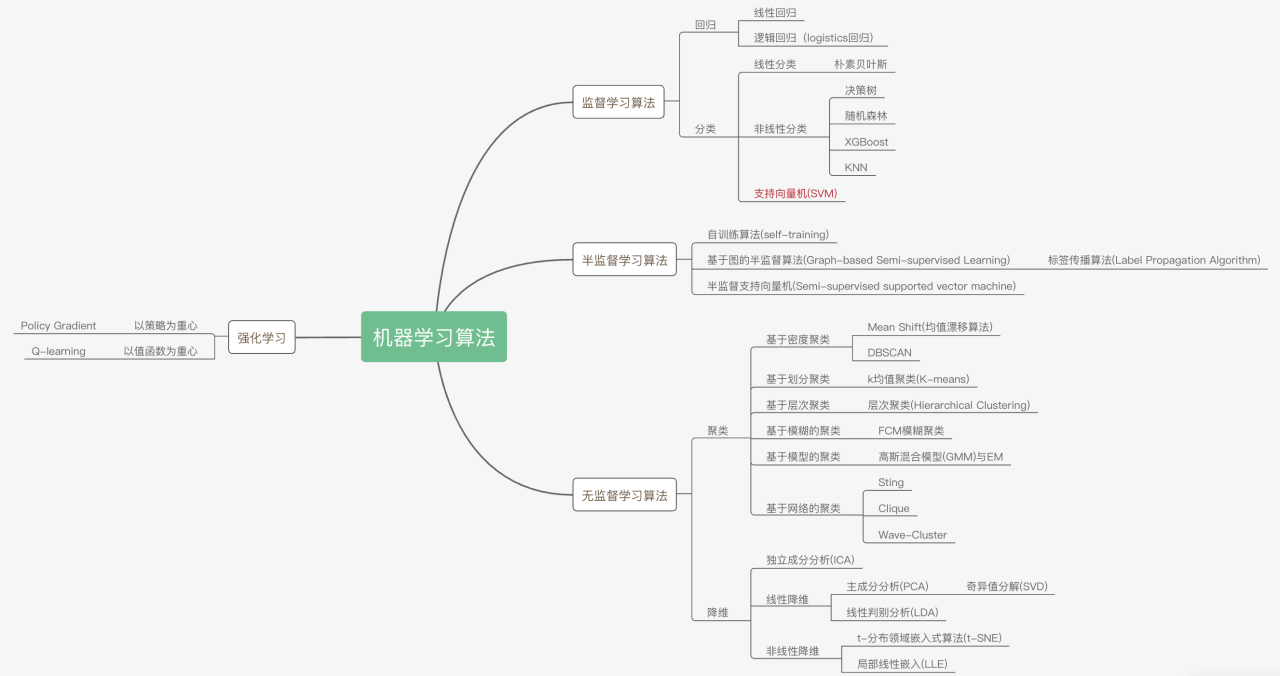 机器学习算法
监督学习算法
回归
线性回归
逻辑回归（logistics回归）
分类
线性分类
朴素贝叶斯
非线性分类
决策树
随机森林
XGBoost
KNN
支持向量机(SVM)
半监督学习算法
自训练算法(self-training)
基于图的半监督算法(Graph-based Semi-supervised Learning)
标签传播算法(Label Propagation Algorithm)
半监督支持向量机(Semi-supervised supported vector machine)
无监督学习算法
聚类
基于密度聚类
Mean Shift(均值漂移算法)
DBSCAN
基于划分聚类
k均值聚类(K-means)
基于层次聚类
层次聚类(Hierarchical Clustering)
基于模糊的聚类
FCM模糊聚类
基于模型的聚类
高斯混合模型(GMM)与EM
基于网络的聚类
Sting
Clique
Wave-Cluster
降维
独立成分分析(ICA)
线性降维
主成分分析(PCA)
奇异值分解(SVD)
线性判别分析(LDA)
非线性降维
t-分布领域嵌入式算法(t-SNE)
局部线性嵌入(LLE)
强化学习
以策略为重心
Policy Gradient
以值函数为重心
Q-learning